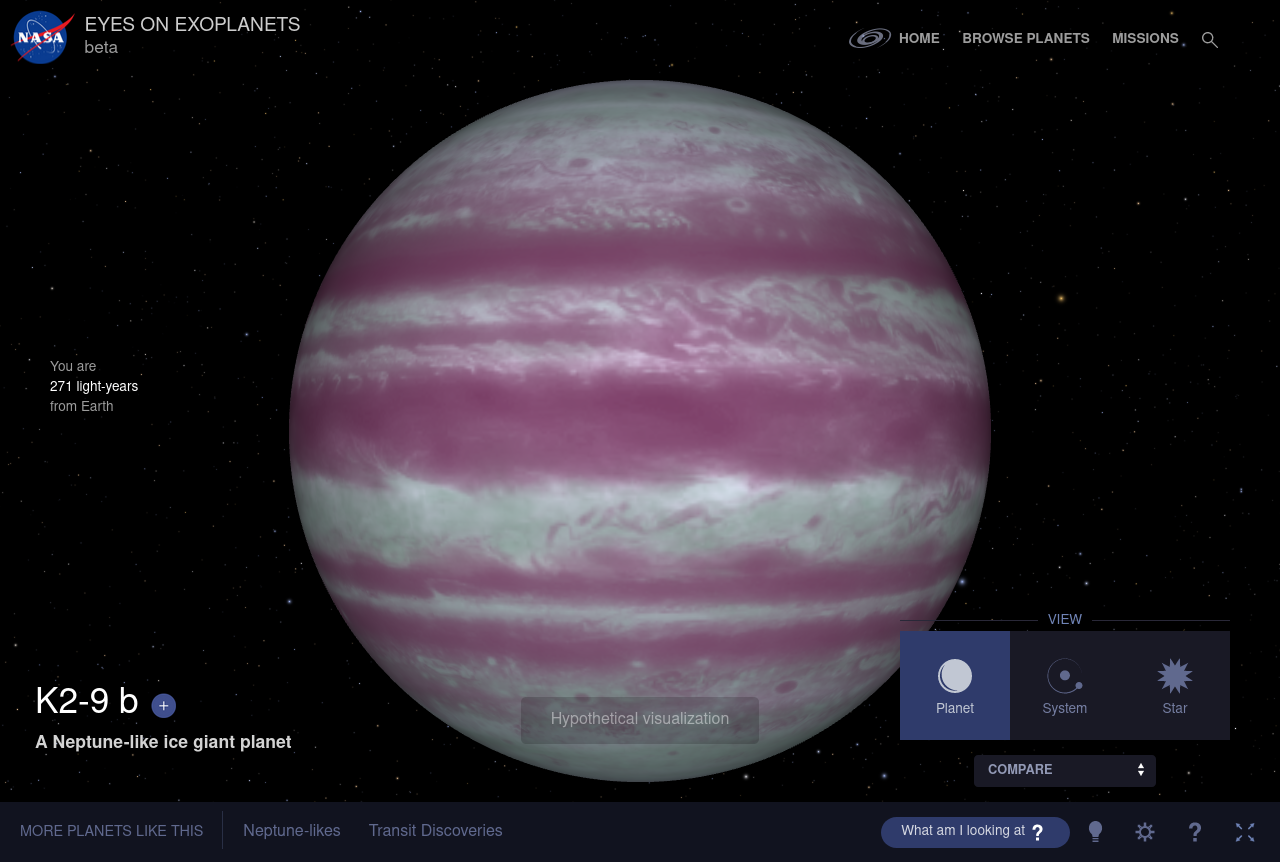 NASA
EYES ON EXOPLANETS
beta
HOME
BROWSE PLANETS
MISSIONS
You are
271 light-years
from Earth
VIEW
Planet
System
Star
K2-9 b +
A Neptune-like ice giant planet
Hypothetical visualization
COMPARE
MORE PLANETS LIKE THIS
Neptune-likes
Transit Discoveries
What am I looking at ?
?